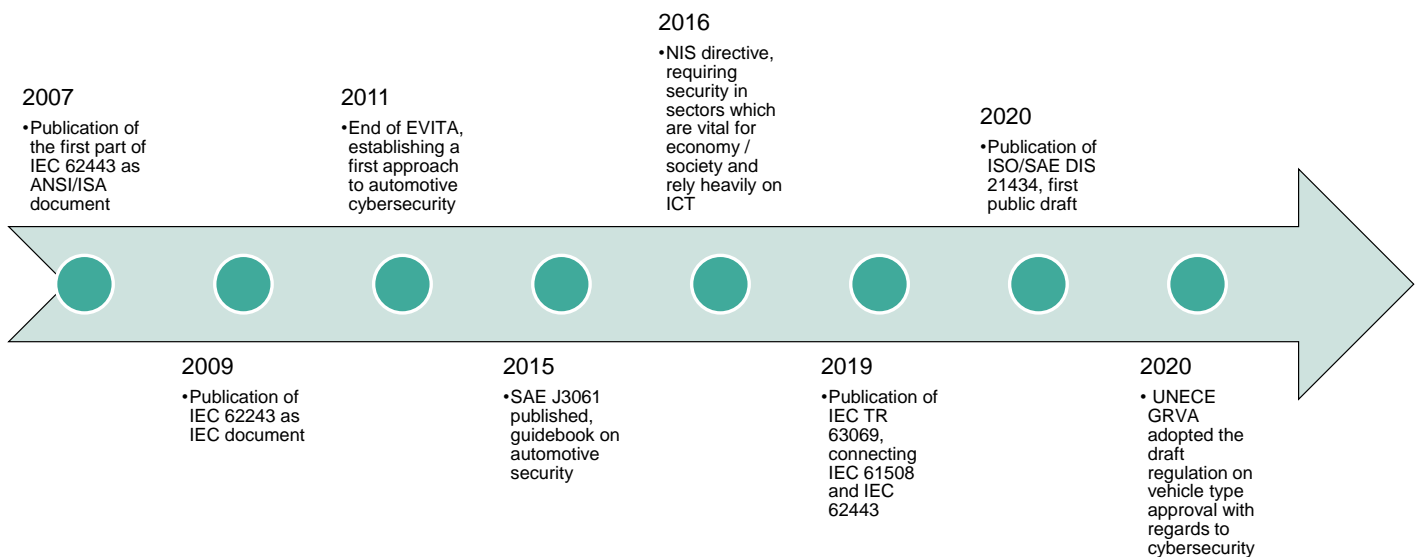 2007
•Publication of
the first part of
IEC 62443 as
ANSI/ISA
document
2009
•Publication of
IEC 62243 as
IEC document
2011
•End of EVITA,
establishing a
first approach
to automotive
cybersecurity
2015
•SAE J3061
published,
guidebook on
automotive
security
2016
•NIS directive,
requiring
security in
sectors which
are vital for
economy /
society and
rely heavily on
ICT
2019
•Publication of
IEC TR
63069,
connecting
IEC 61508
and IEC
62443
2020
•Publication of
ISO/SAE DIS
21434, first
public draft
2020
• UNECE
GRVA
adopted the
draft
regulation on
vehicle type
approval with
regards to
cybersecurity